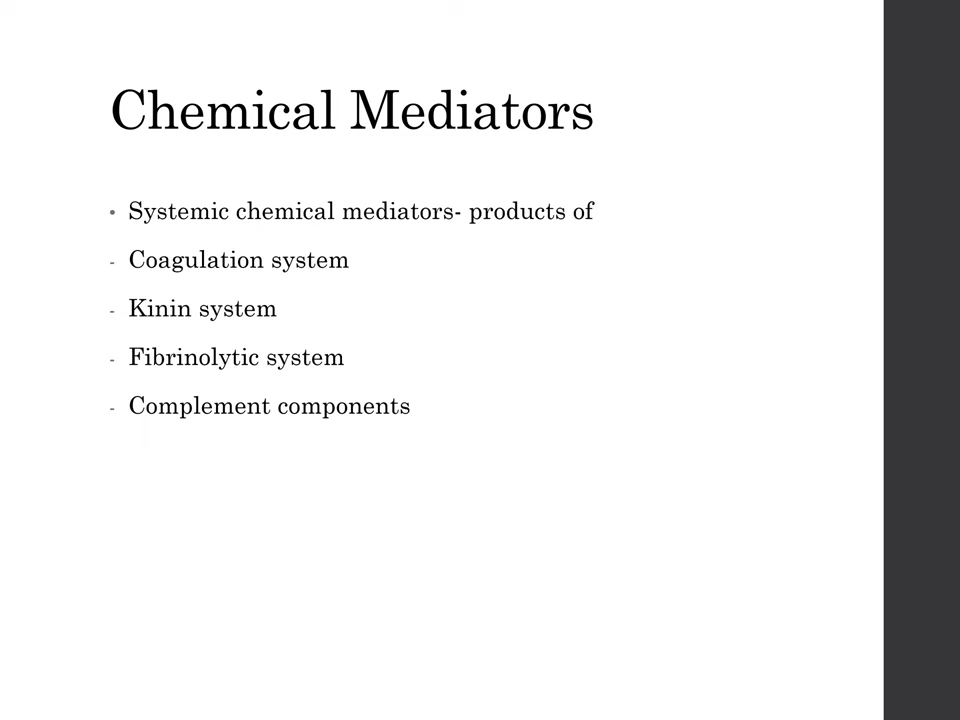 Chemical Mediators
• Systemic chemical mediators- products of
- Coagulation system
- Kinin system
- Fibrinolytic system
- Complement components